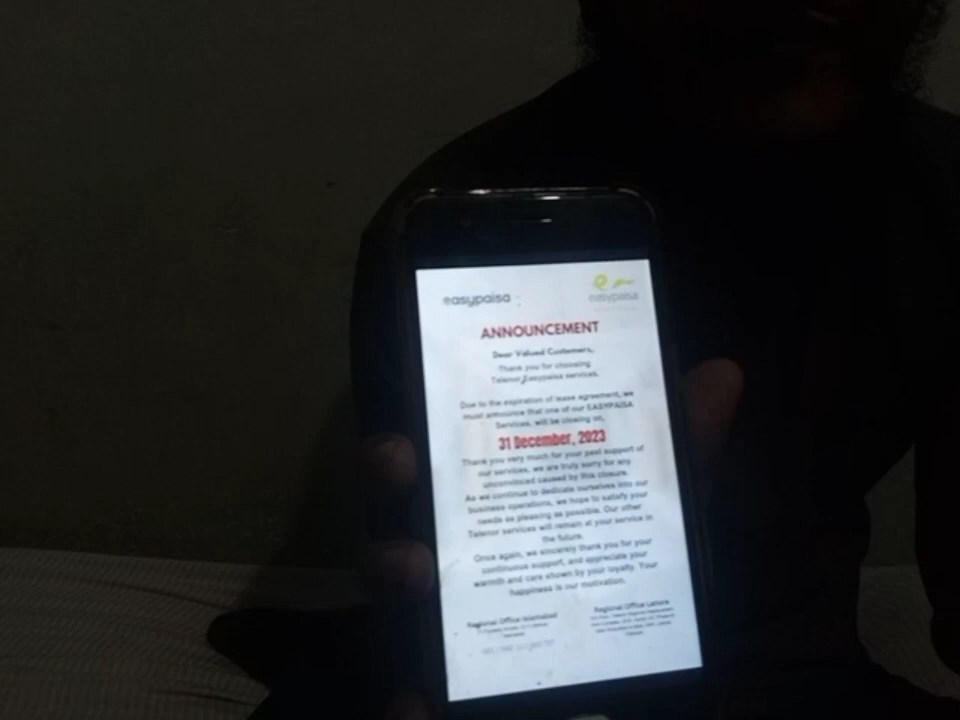 easypaisa
easypaisa
ANNOUNCEMENT
Dear Valued Customers,
Thank you for choosing
Telenor Easypaisa services.
Due to the expiration of lease agreement, we
must announce that one of our EASYPAISA
Services, will be closing on,
31 December, 2023
Thank you very much for your past support of
our services, we are truly sorry for any
unconvinced caused by this closure.
As we continue to dedicate ourselves into our
business operations, we hope to satisfy your
needs as pleasing as possible. Our other
Telenor services will remain at your service in
the future.
Once again, we sincerely thank you for your
continuous support, and appreciate your
warmth and care shown by your loyalty. Your
happiness is our motivation.
Regional Office Islamabad
Regional Office Lahore